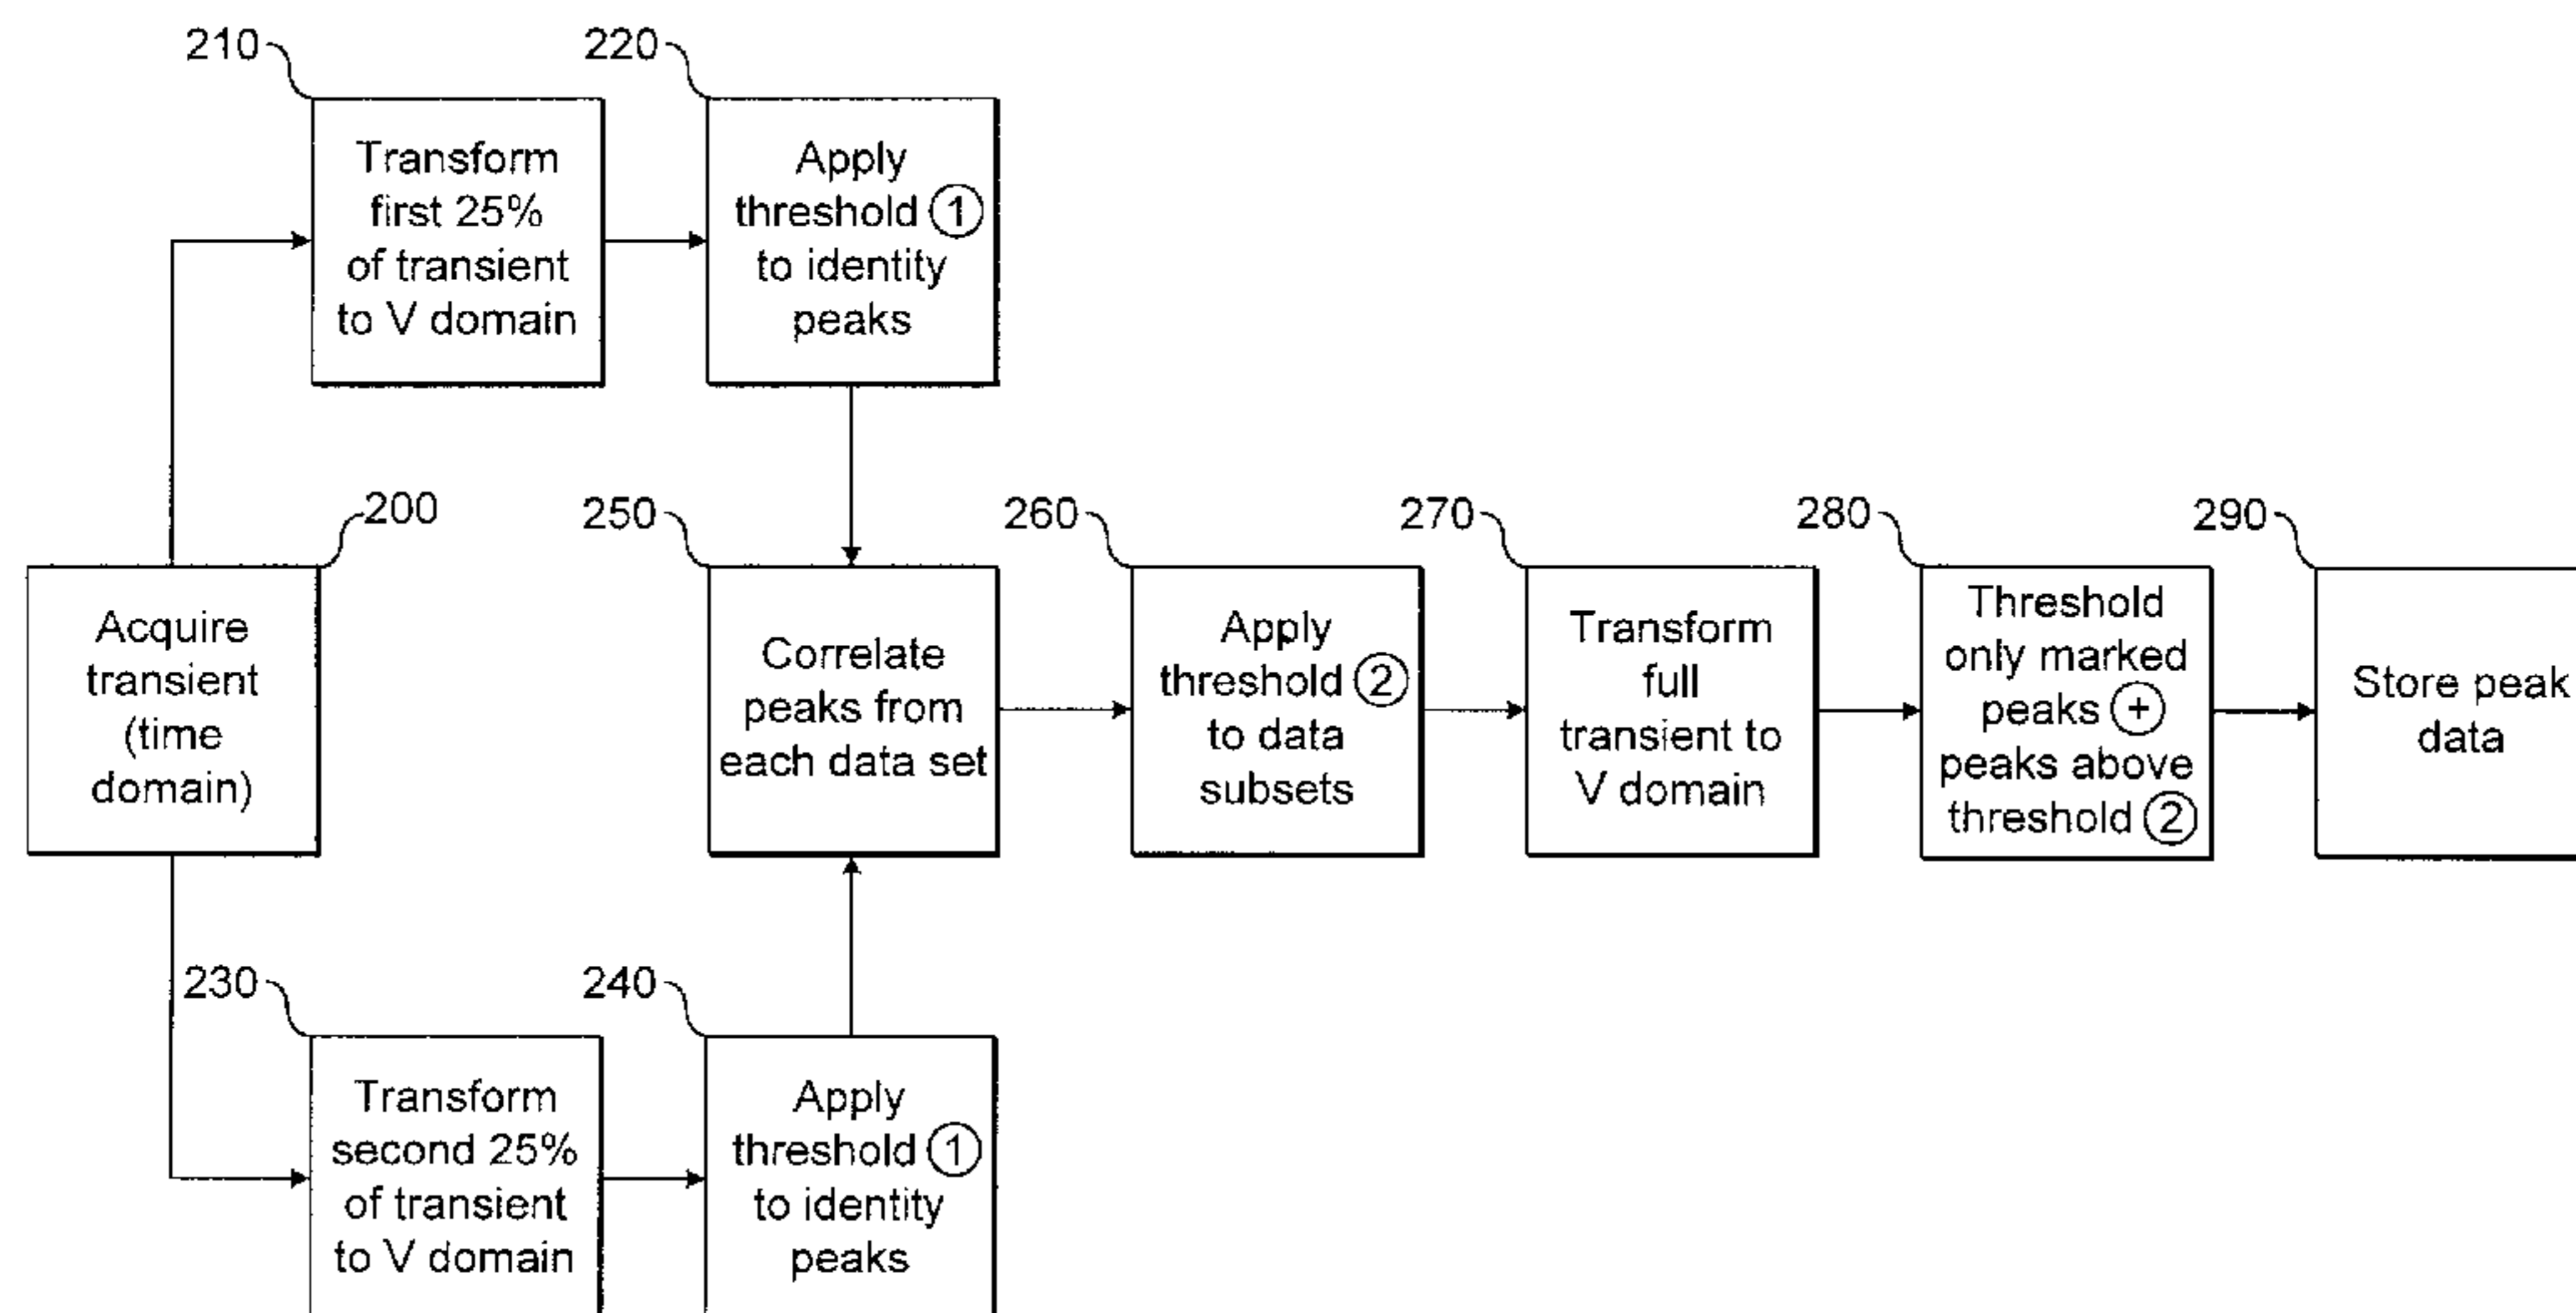 210
220
Transform
first 25%
of transient
to V domain
Apply
threshold ①
to identity
peaks
200
250
260
270
280
290
Acquire
transient
(time
domain)
Correlate
peaks from
each data set
Apply
threshold ②
to data
subsets
Transform
full
transient to
V domain
Threshold
only marked
peaks ⊕
peaks above
threshold ②
Store peak
data
230
240
Transform
second 25%
of transient
to V domain
Apply
threshold ①
to identity
peaks